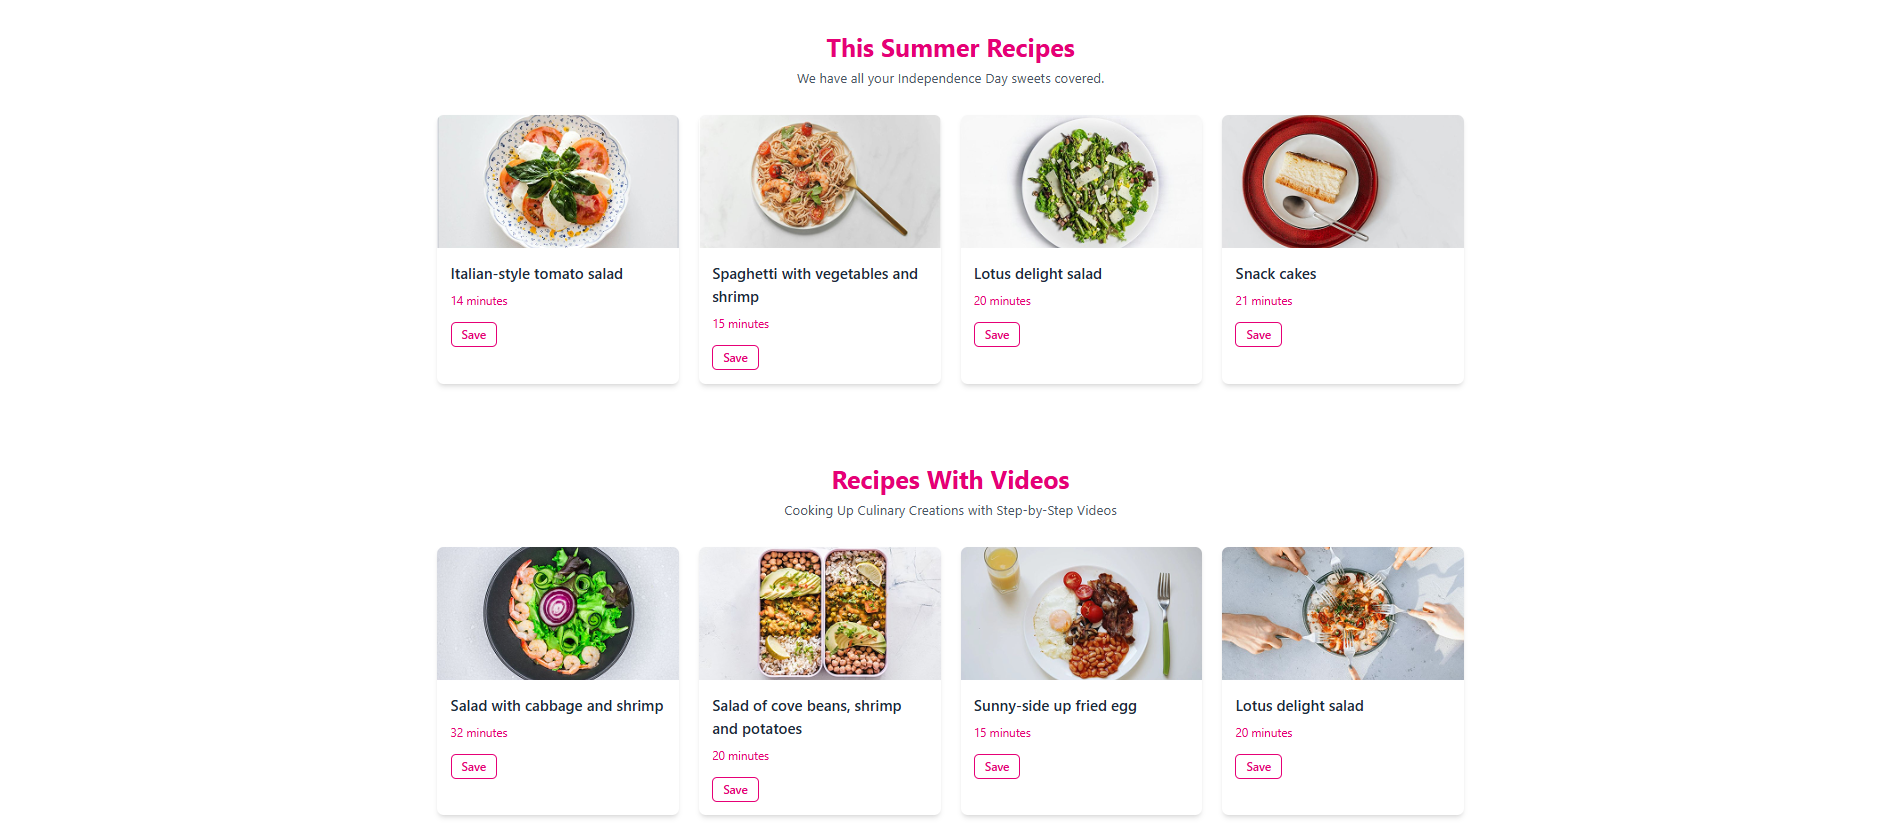 This Summer Recipes
We have all your Independence Day sweets covered.
Italian-style tomato salad
14 minutes
Save
Spaghetti with vegetables and
shrimp
15 minutes
Save
Lotus delight salad
20 minutes
Save
Snack cakes
21 minutes
Save
Recipes With Videos
Cooking Up Culinary Creations with Step-by-Step Videos
Salad with cabbage and shrimp
32 minutes
Save
Salad of cove beans, shrimp
and potatoes
20 minutes
Save
Sunny-side up fried egg
15 minutes
Save
Lotus delight salad
20 minutes
Save